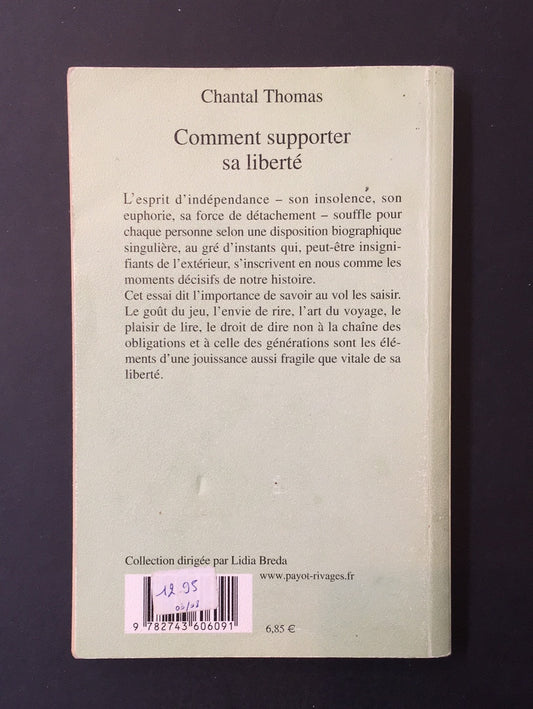 Chantal Thomas
Comment supporter
sa liberté
L'esprit d'indépendance – son insolence, son
euphorie, sa force de détachement – souffle pour
chaque personne selon une disposition biographique
singulière, au gré d'instants qui, peut-être insigni-
fiants de l'extérieur, s'inscrivent en nous comme les
moments décisifs de notre histoire.
Cet essai dit l'importance de savoir au vol les saisir.
Le goût du jeu, l'envie de rire, l'art du voyage, le
plaisir de lire, le droit de dire non à la chaîne des
obligations et à celle des générations sont les élé-
ments d'une jouissance aussi fragile que vitale de sa
liberté.
Collection dirigée par Lidia Breda
www.payot-rivages.fr
12.95
9 782743 606091
6,85 €